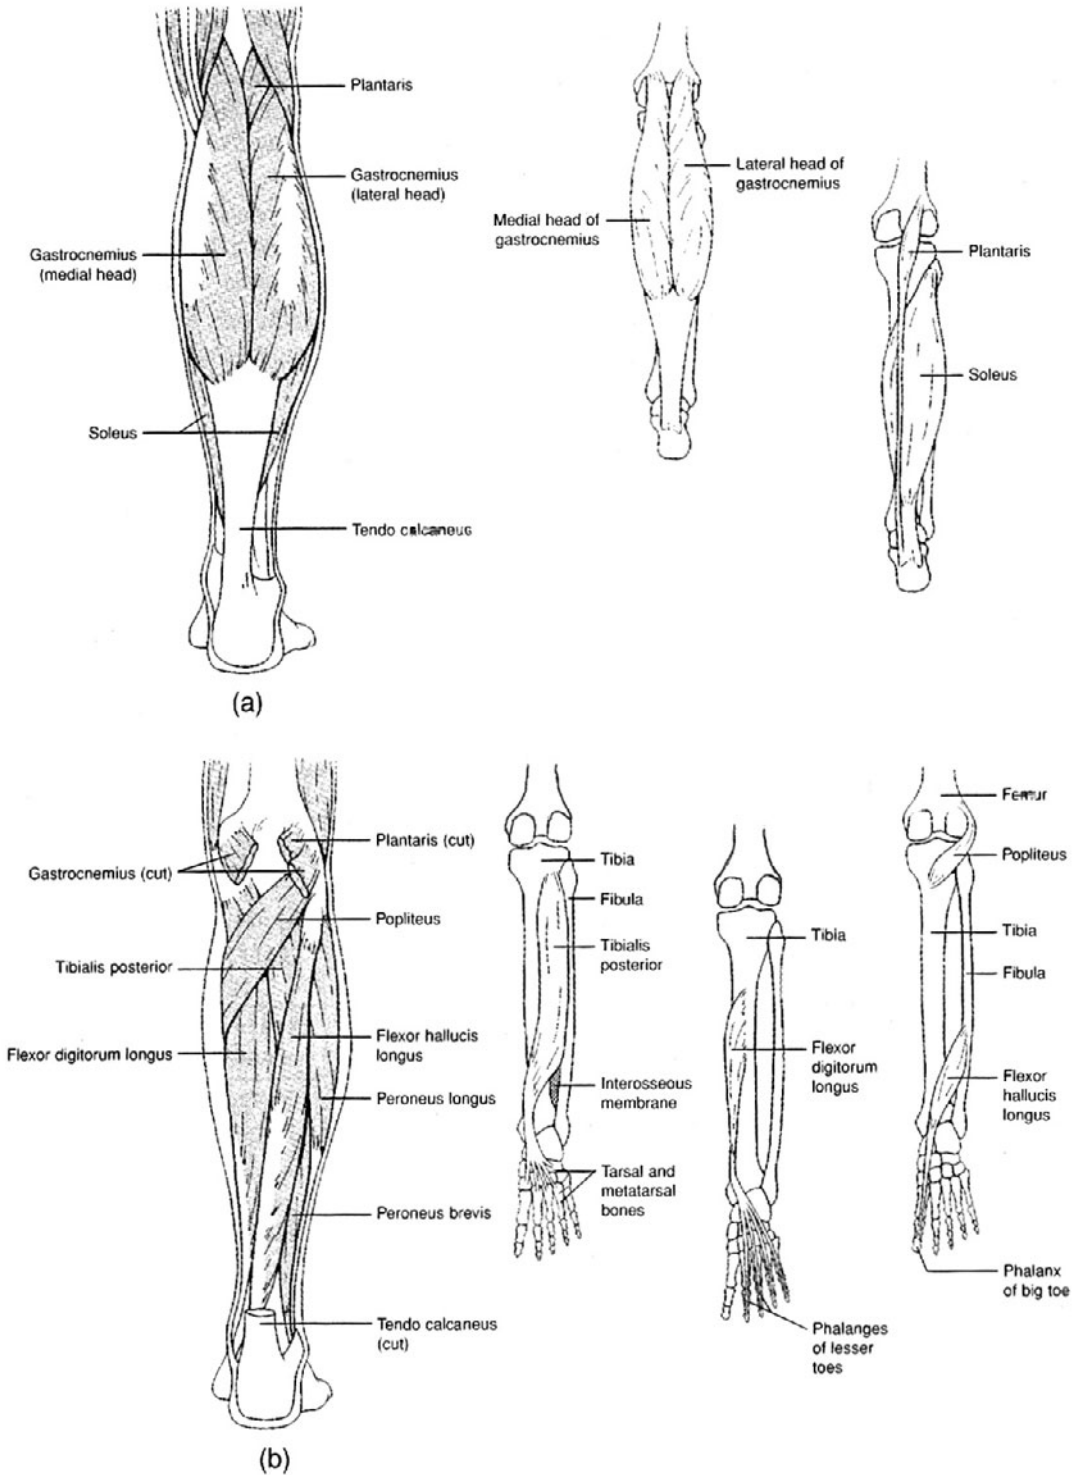 Plantaris
Gastrocnemius
(lateral head)
Gastrocnemius
(medial head)
Soleus
Tendo calcaneus
Lateral head of
gastrocnemius
Medial head of
gastrocnemius
Plantaris
Soleus
(a)
Plantaris (cut)
Gastrocnemius (cut)
Popliteus
Tibialis posterior
Flexor hallucis
longus
Flexor digitorum longus
Peroneus longus
Peroneus brevis
Tendo calcaneus
(cut)
Tibia
Fibula
Tibialis
posterior
Interosseous
membrane
Tarsal and
metatarsal
bones
Tibia
Flexor
digitorum
longus
Phalanges
of lesser
toes
Femur
Popliteus
Tibia
Fibula
Flexor
hallucis
longus
Phalanx
of big toe
(b)